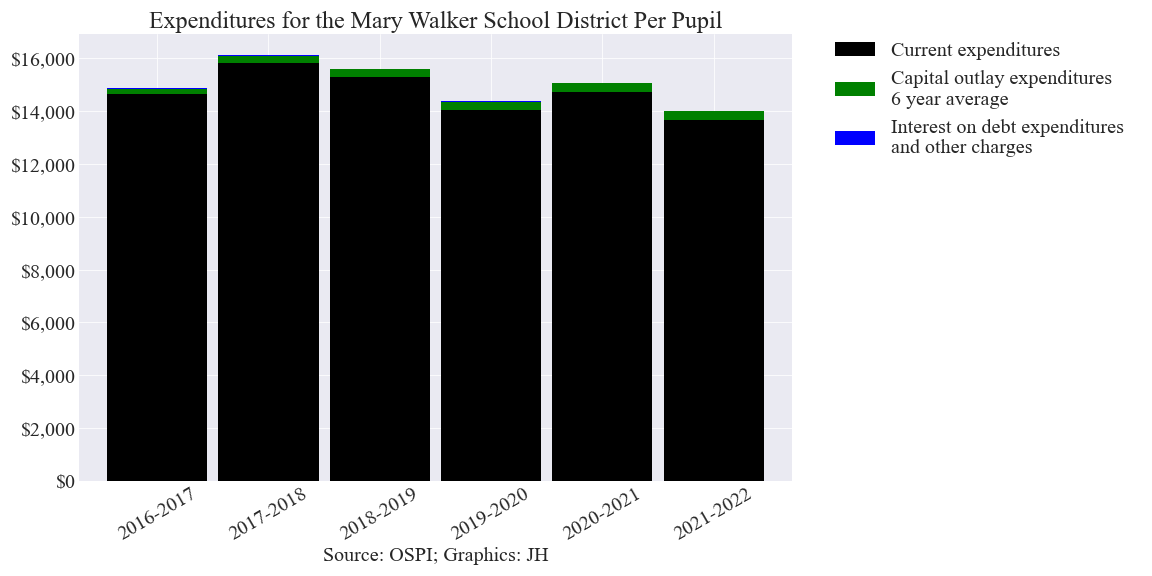 Expenditures for the Mary Walker School District Per Pupil
$16,000
$14,000
$12,000
$10,000
$8,000
$6,000
$4,000
$2,000
$0
2016-2017
2017-2018
2018-2019
2019-2020
2020-2021
2021-2022
Source: OSPI; Graphics: JH
Current expenditures
Capital outlay expenditures
6 year average
Interest on debt expenditures
and other charges